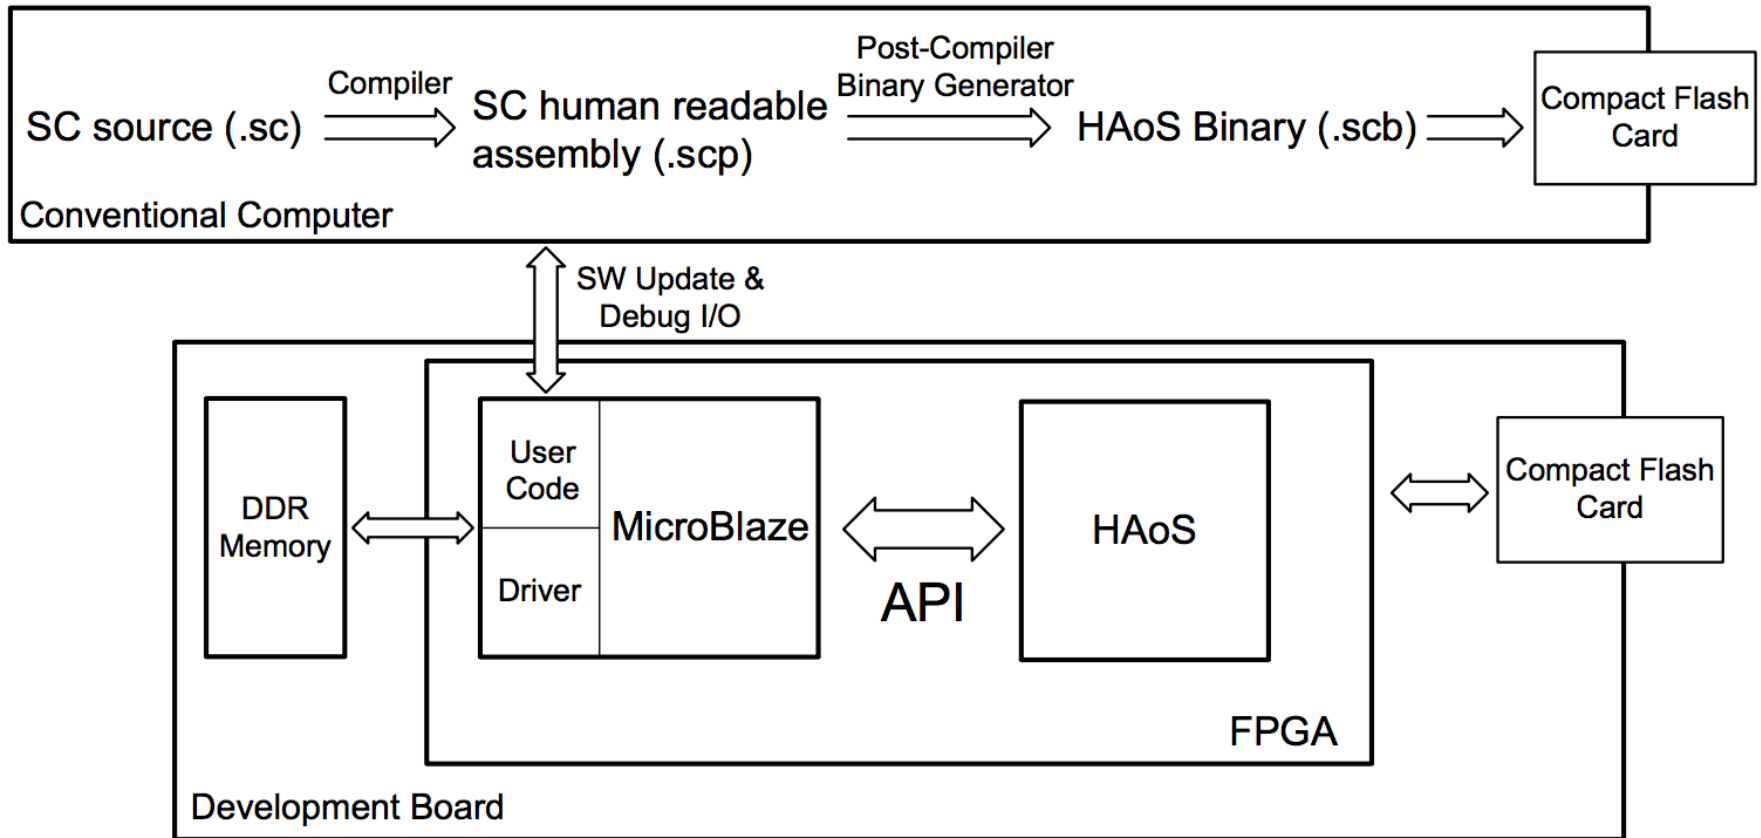 Compiler
Post-Compiler
Binary Generator
SC source (.sc)
SC human readable
assembly (.scp)
HAoS Binary (.scb)
Compact Flash
Card
Conventional Computer
SW Update &
Debug I/O
DDR
Memory
User
Code
Driver
MicroBlaze
API
HAoS
Compact Flash
Card
FPGA
Development Board